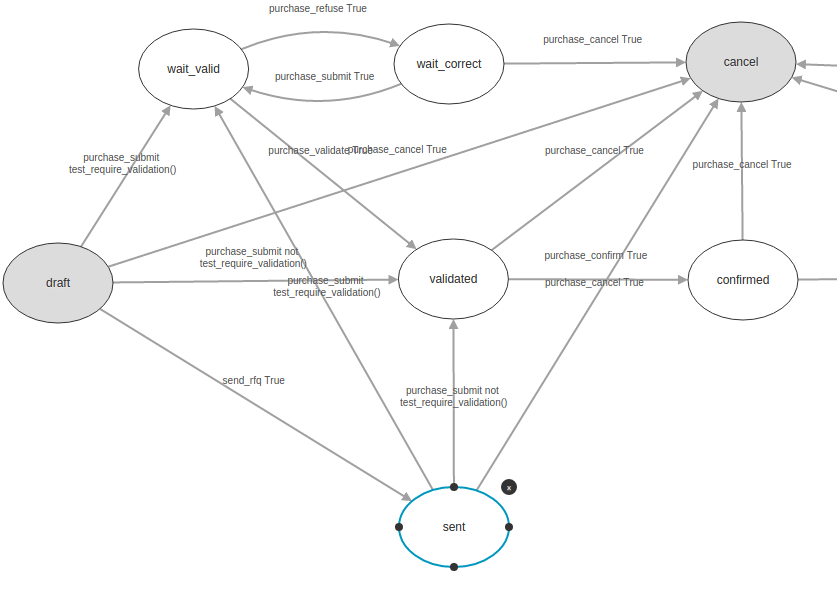 purchase_refuse True
purchase_cancel True
wait_valid
wait_correct
cancel
purchase_submit True
purchase_validate True
purchase_cancel True
purchase_cancel True
purchase_submit
test_require_validation()
purchase_cancel True
purchase_submit not
test_require_validation()
purchase_confirm True
draft
purchase_submit
test_require_validation()
validated
purchase_cancel True
confirmed
send_rfq True
purchase_submit not
test_require_validation()
x
sent